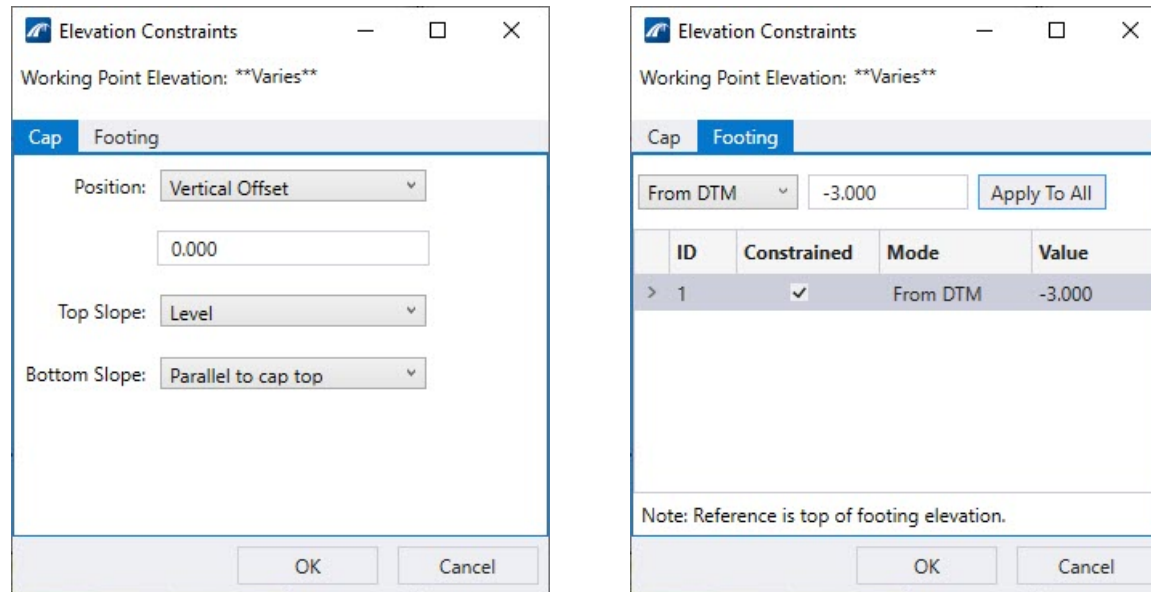 Elevation Constraints
Working Point Elevation: **Varies**
Cap Footing
Position: Vertical Offset
0.000
Top Slope: Level
Bottom Slope: Parallel to cap top
OK Cancel
Elevation Constraints
Working Point Elevation: **Varies**
Cap Footing
From DTM -3.000 Apply To All
ID Constrained Mode Value
1 From DTM -3.000
Note: Reference is top of footing elevation.
OK Cancel